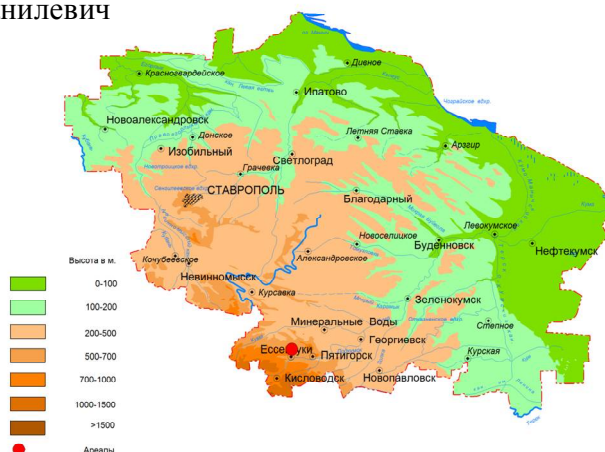 нилевич
Дивное
Красногвардейское
Ипатово
Новоалександровск
Донское
Летняя Ставка
Изобильный
Арзгир
Светлоград
Грачевка
СТАВРОПОЛЬ
Благодарный
Новоселицкое
Левокумское
Буденновск
Нефтекумск
Александровское
Кочубеевское
Невинномысск
Курсавка
Зеленокумск
Минеральные Воды
Степное
Георгиевск
Ессентуки
Пятигорск
Курская
Кисловодск
Новопавловск
Высота в м.
0-100
100-200
200-500
500-700
700-1000
1000-1500
>1500
Ареалы